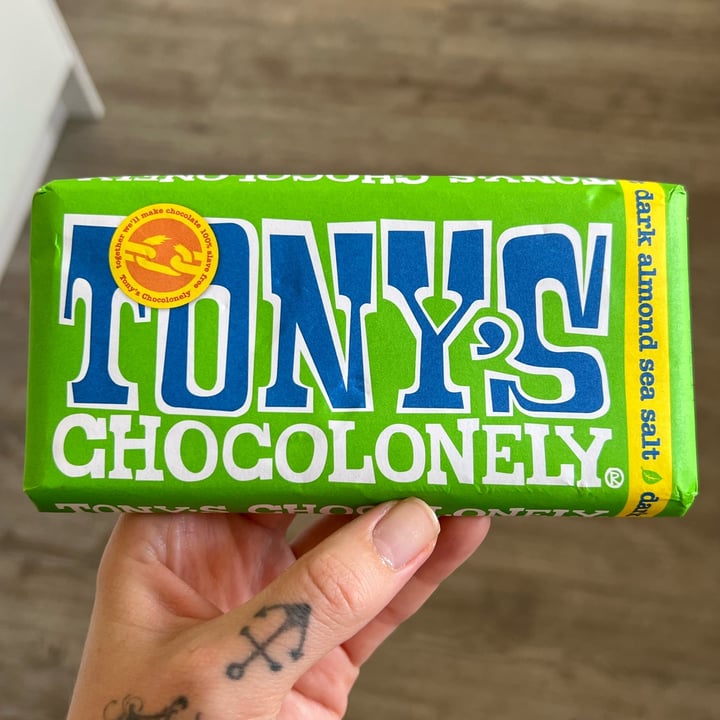 TONY'S CHOCOLONELY
together we'll make chocolate 100% slave free
Tony's Chocolonely
TONY'S
CHOCOLONELY®
dark almond sea salt
TONY'S CHOCOLONELY